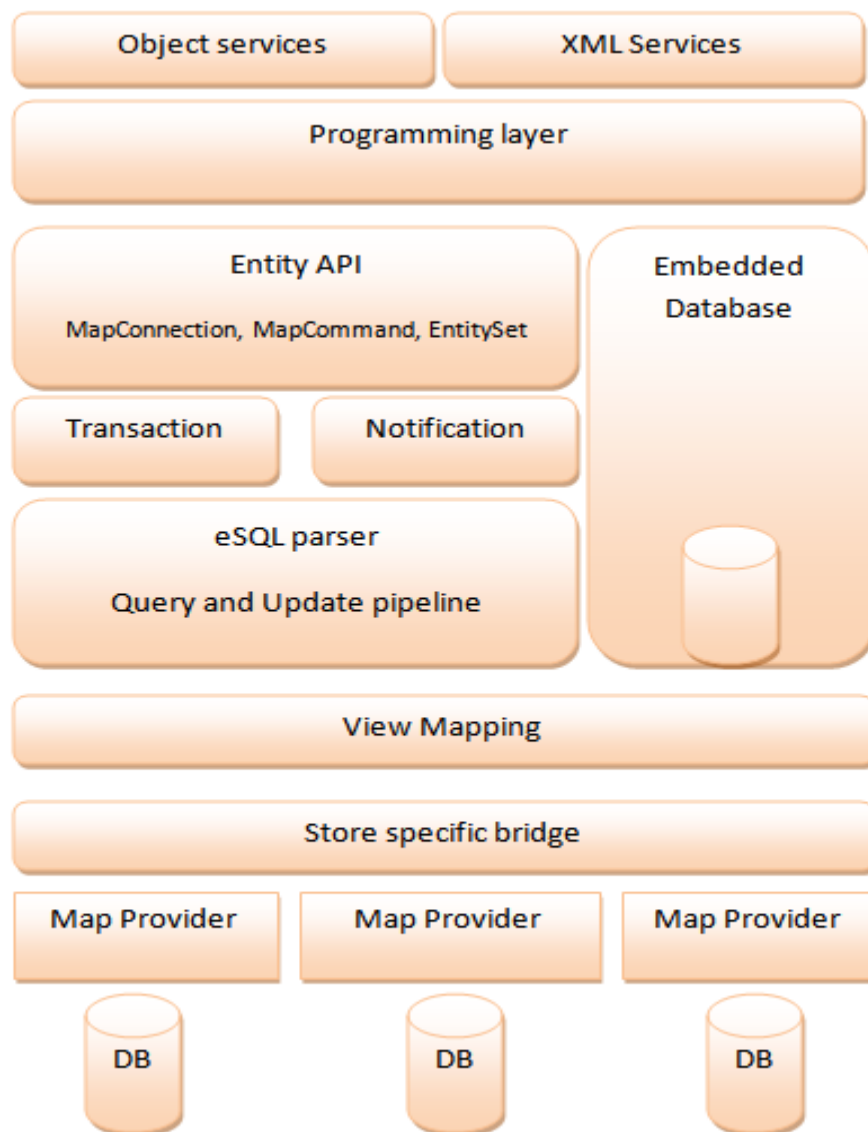 Object services
XML Services
Programming layer
Entity API
MapConnection, MapCommand, EntitySet
Embedded
Database
Transaction
Notification
eSQL parser
Query and Update pipeline
View Mapping
Store specific bridge
Map Provider
Map Provider
Map Provider
DB
DB
DB